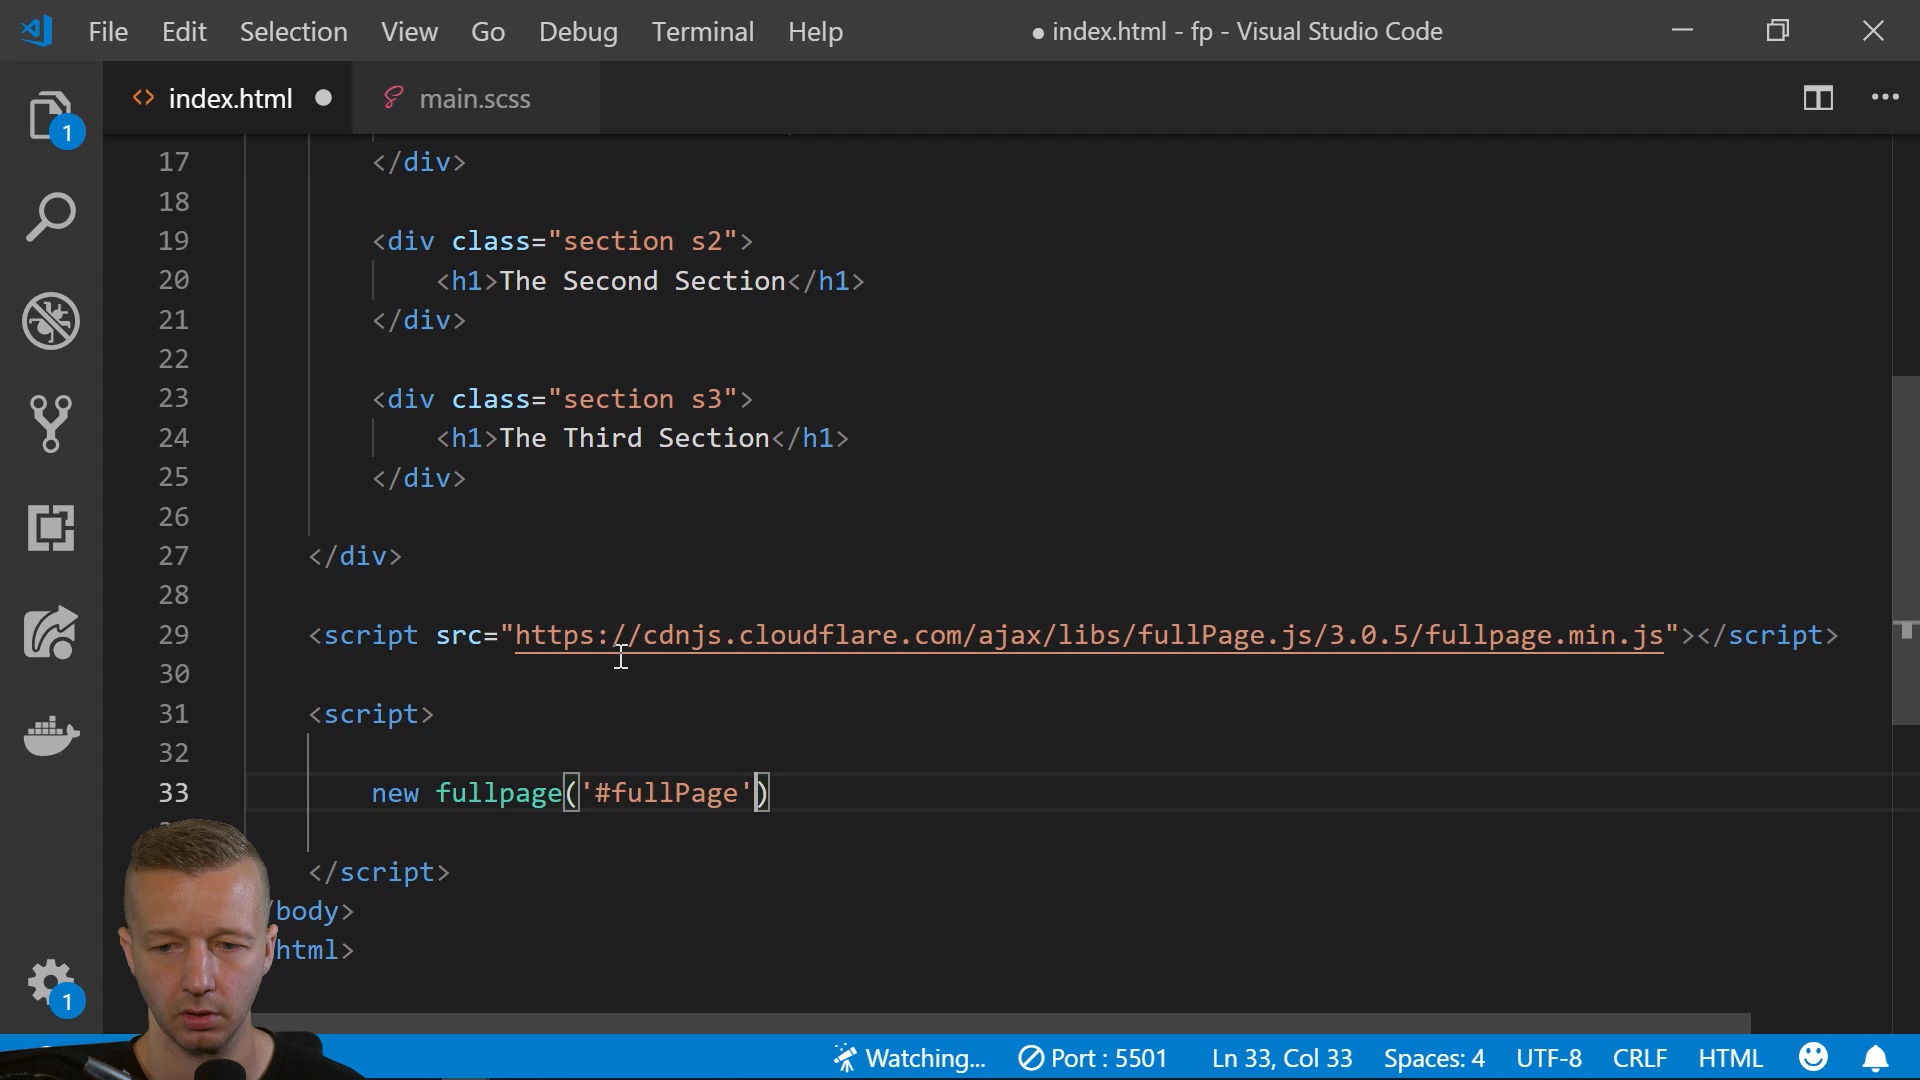 File Edit Selection View Go Debug Terminal Help ● index.html - fp - Visual Studio Code
<> index.html ● main.scss
1
17 </div>
18
19 <div class="section s2">
20 <h1>The Second Section</h1>
21 </div>
22
23 <div class="section s3">
24 <h1>The Third Section</h1>
25 </div>
26
27 </div>
28
29 <script src="https://cdnjs.cloudflare.com/ajax/libs/fullPage.js/3.0.5/fullpage.min.js"></script>
30
31 <script>
32
33 new fullpage('#fullPage')
</script>
/body>
html>
1
Watching... Port : 5501 Ln 33, Col 33 Spaces: 4 UTF-8 CRLF HTML